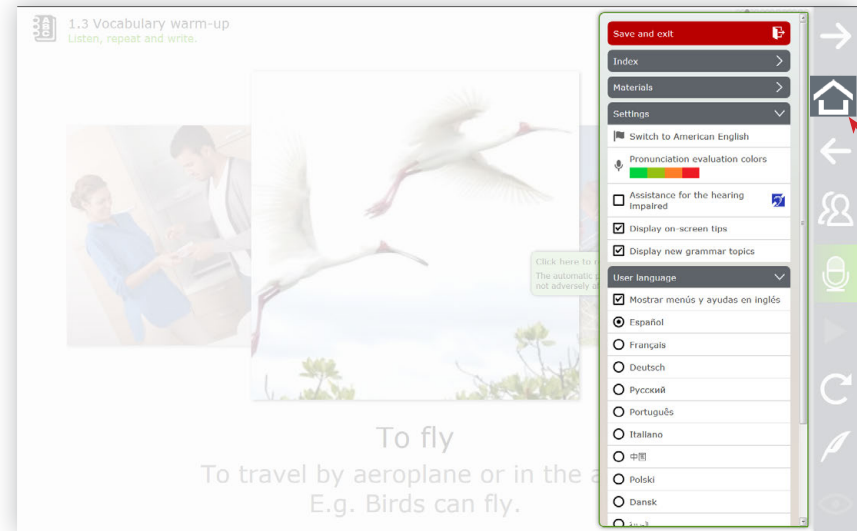 1.3 Vocabulary warm-up
Listen, repeat and write.
Click here to
The automatic
not adversely
To fly
To travel by aeroplane or in the
E.g. Birds can fly.
Save and exit
Index
Materials
Settings
Switch to American English
Pronunciation evaluation colors
Assistance for the hearing
impaired
Display on-screen tips
Display new grammar topics
User language
Mostrar menús y ayudas en inglés
Español
Français
Deutsch
Русский
Português
Italiano
中国
Polski
Dansk